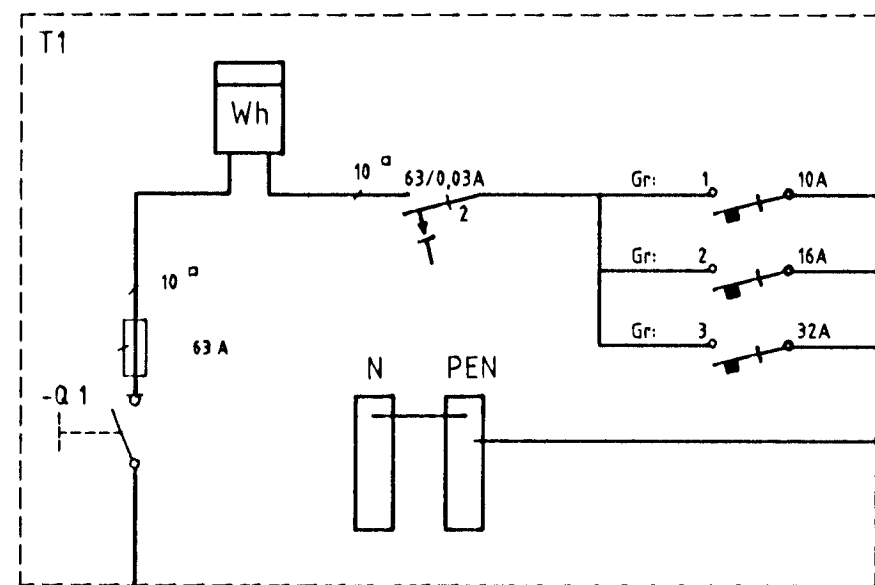 T1
Wh
10 □
63/0,03A
2
Gr: 1 10A
Gr: 2 16A
Gr: 3 32A
10 □
63 A
-Q 1
N PEN